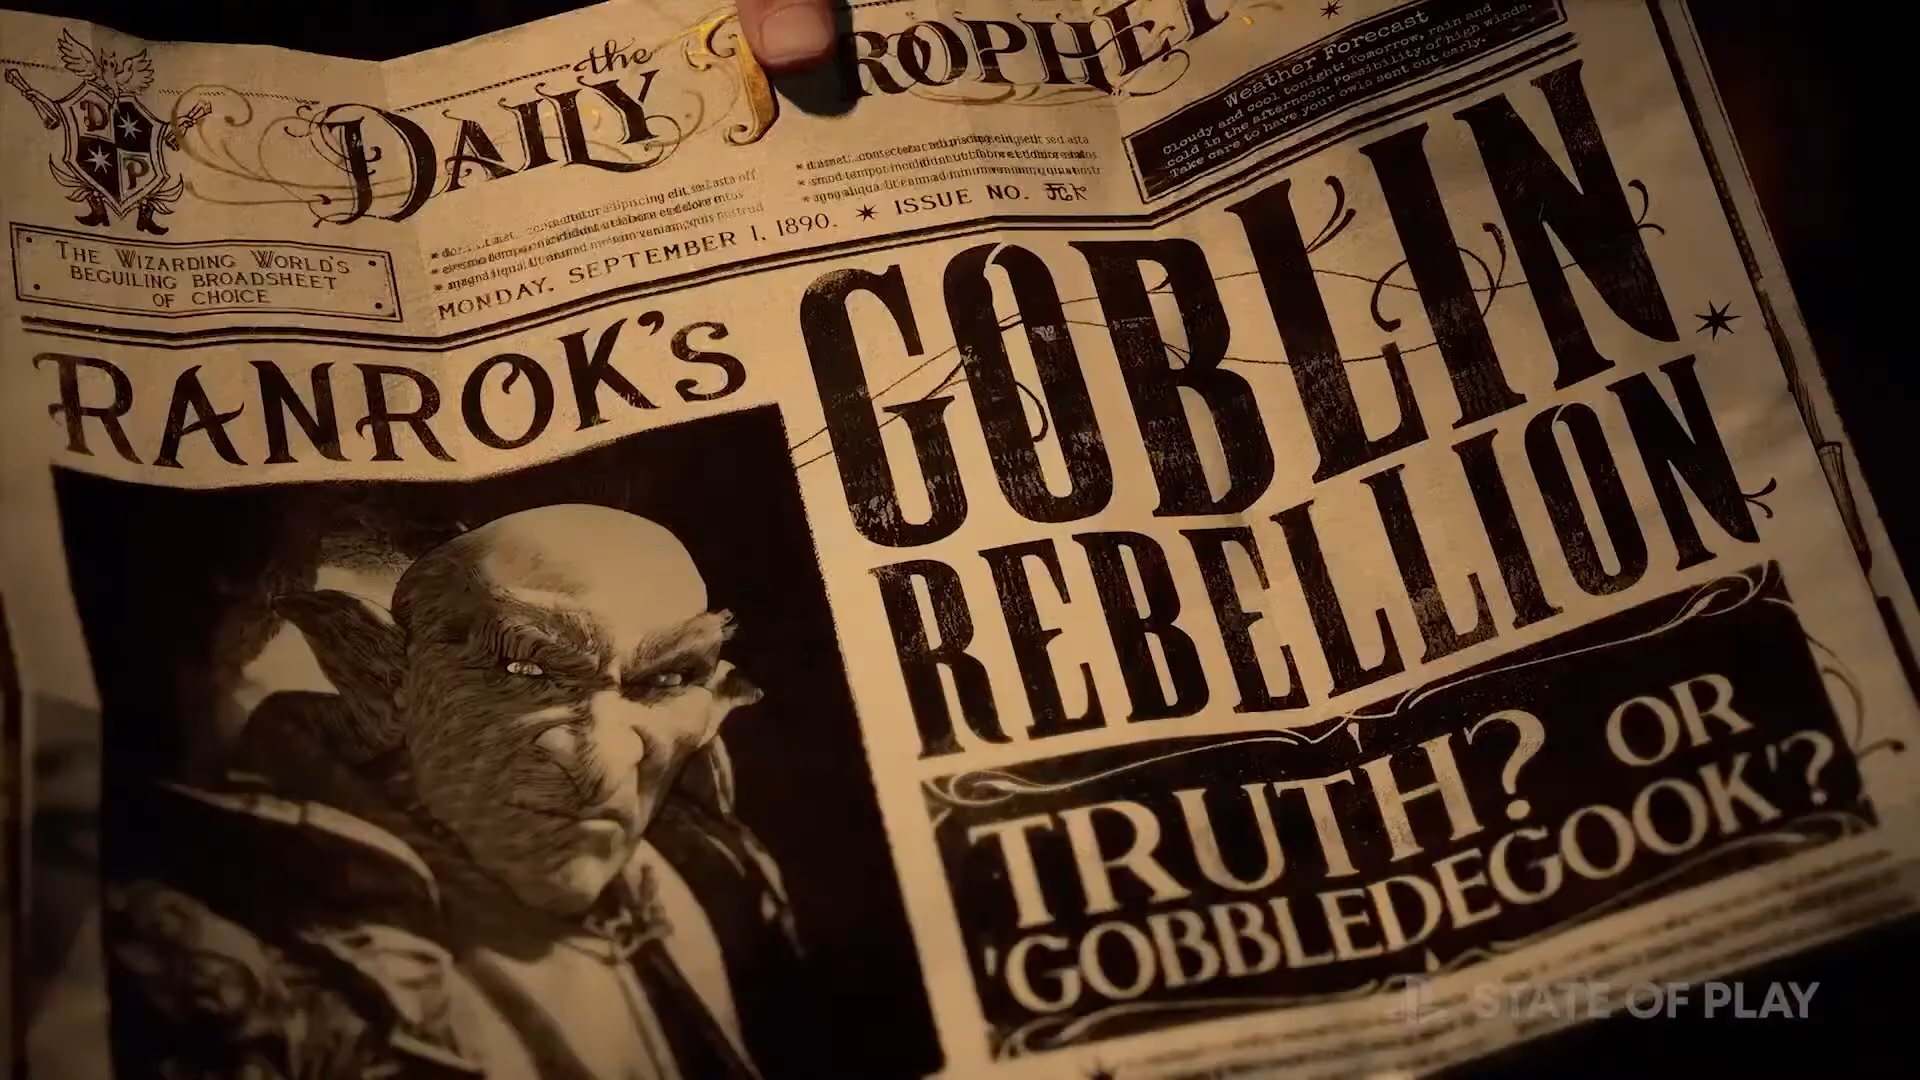 the
DAILY PROPHET
D
P
THE WIZARDING WORLD'S
BEGUILING BROADSHEET
OF CHOICE
MONDAY, SEPTEMBER 1, 1890. ISSUE NO.
Weather Forecast
Cloudy and cool tonight: Tomorrow, rain and
cold in the afternoon. Possibility of high winds.
Take care to have your owls sent out early.
RANROK'S
GOBLIN
REBELLION
TRUTH? OR
'GOBBLEDEGOOK'?
STATE OF PLAY